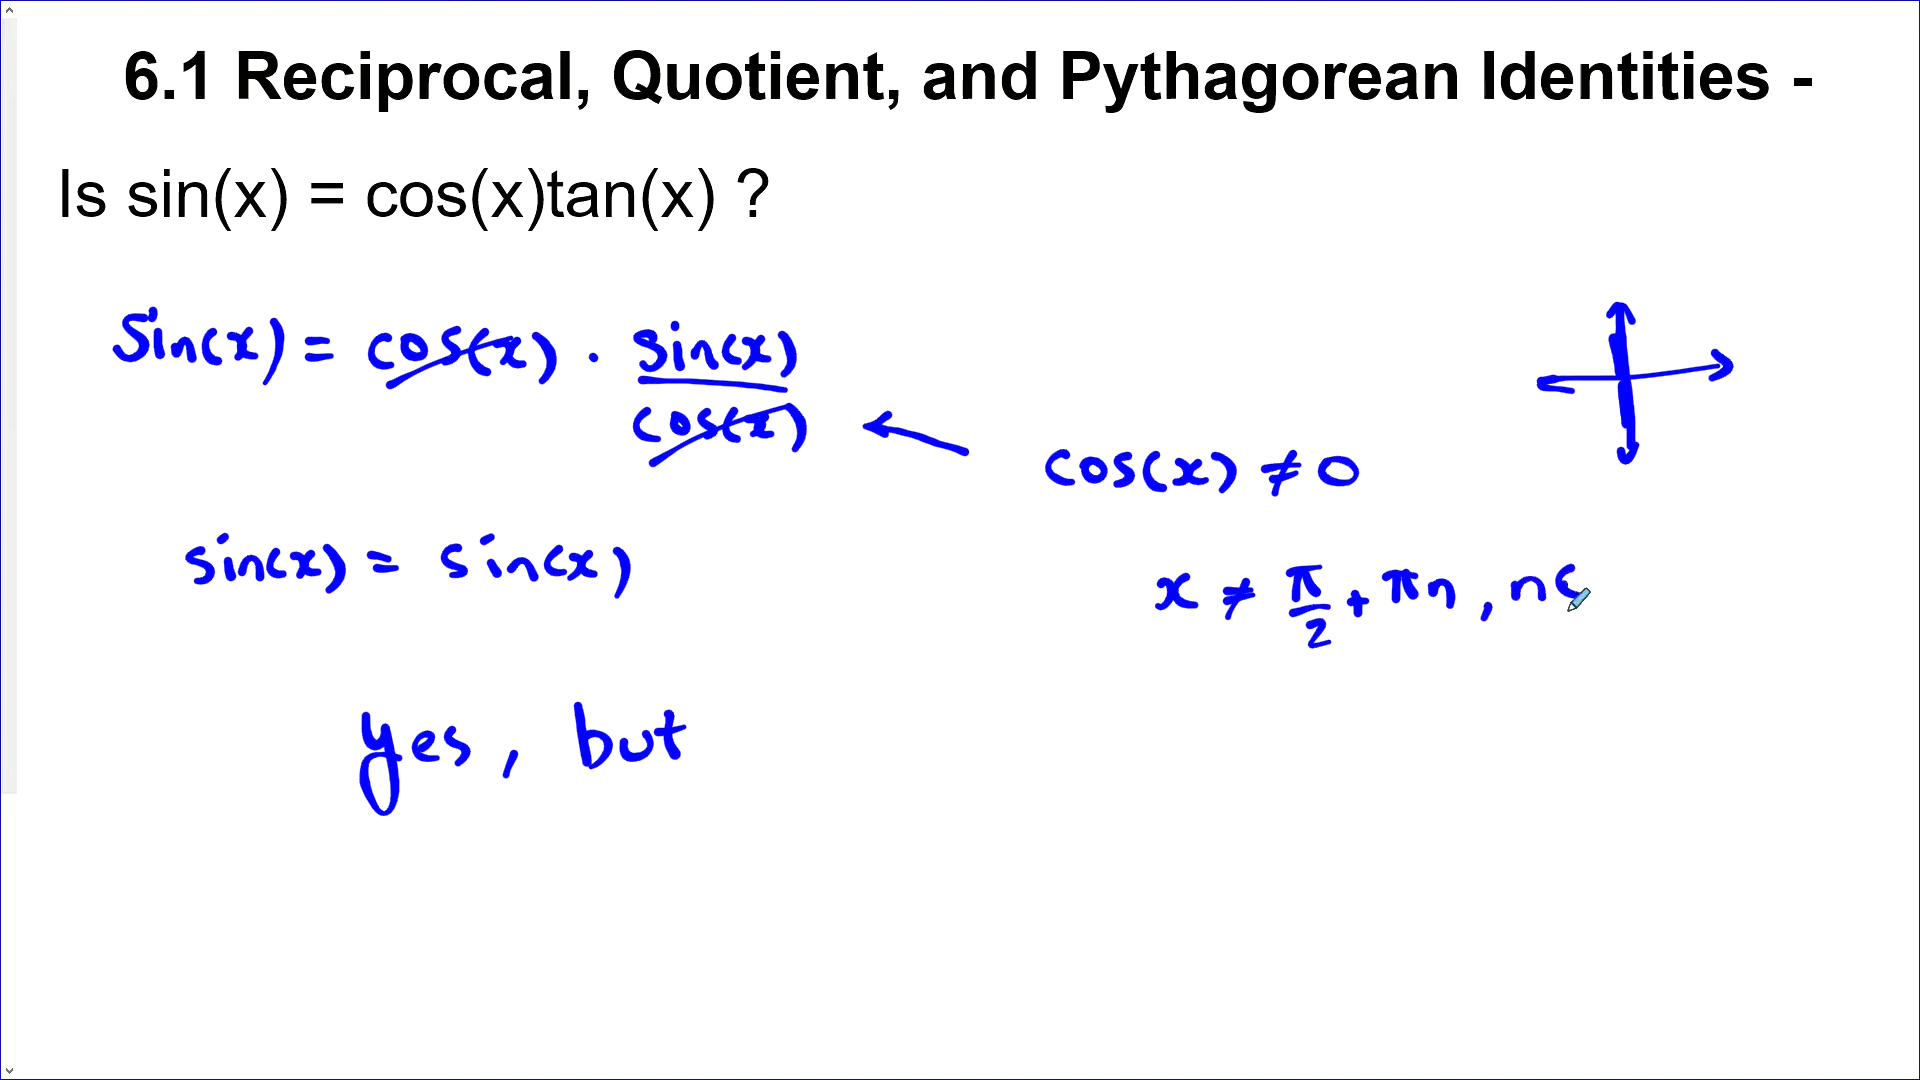 6.1 Reciprocal, Quotient, and Pythagorean Identities -
Is sin(x) = cos(x)tan(x) ?
sin(x) = cos(x) · sin(x)
cos(x)
cos(x) ≠ 0
sin(x) = sin(x)
x ≠ π/2 + πn , n
yes, but